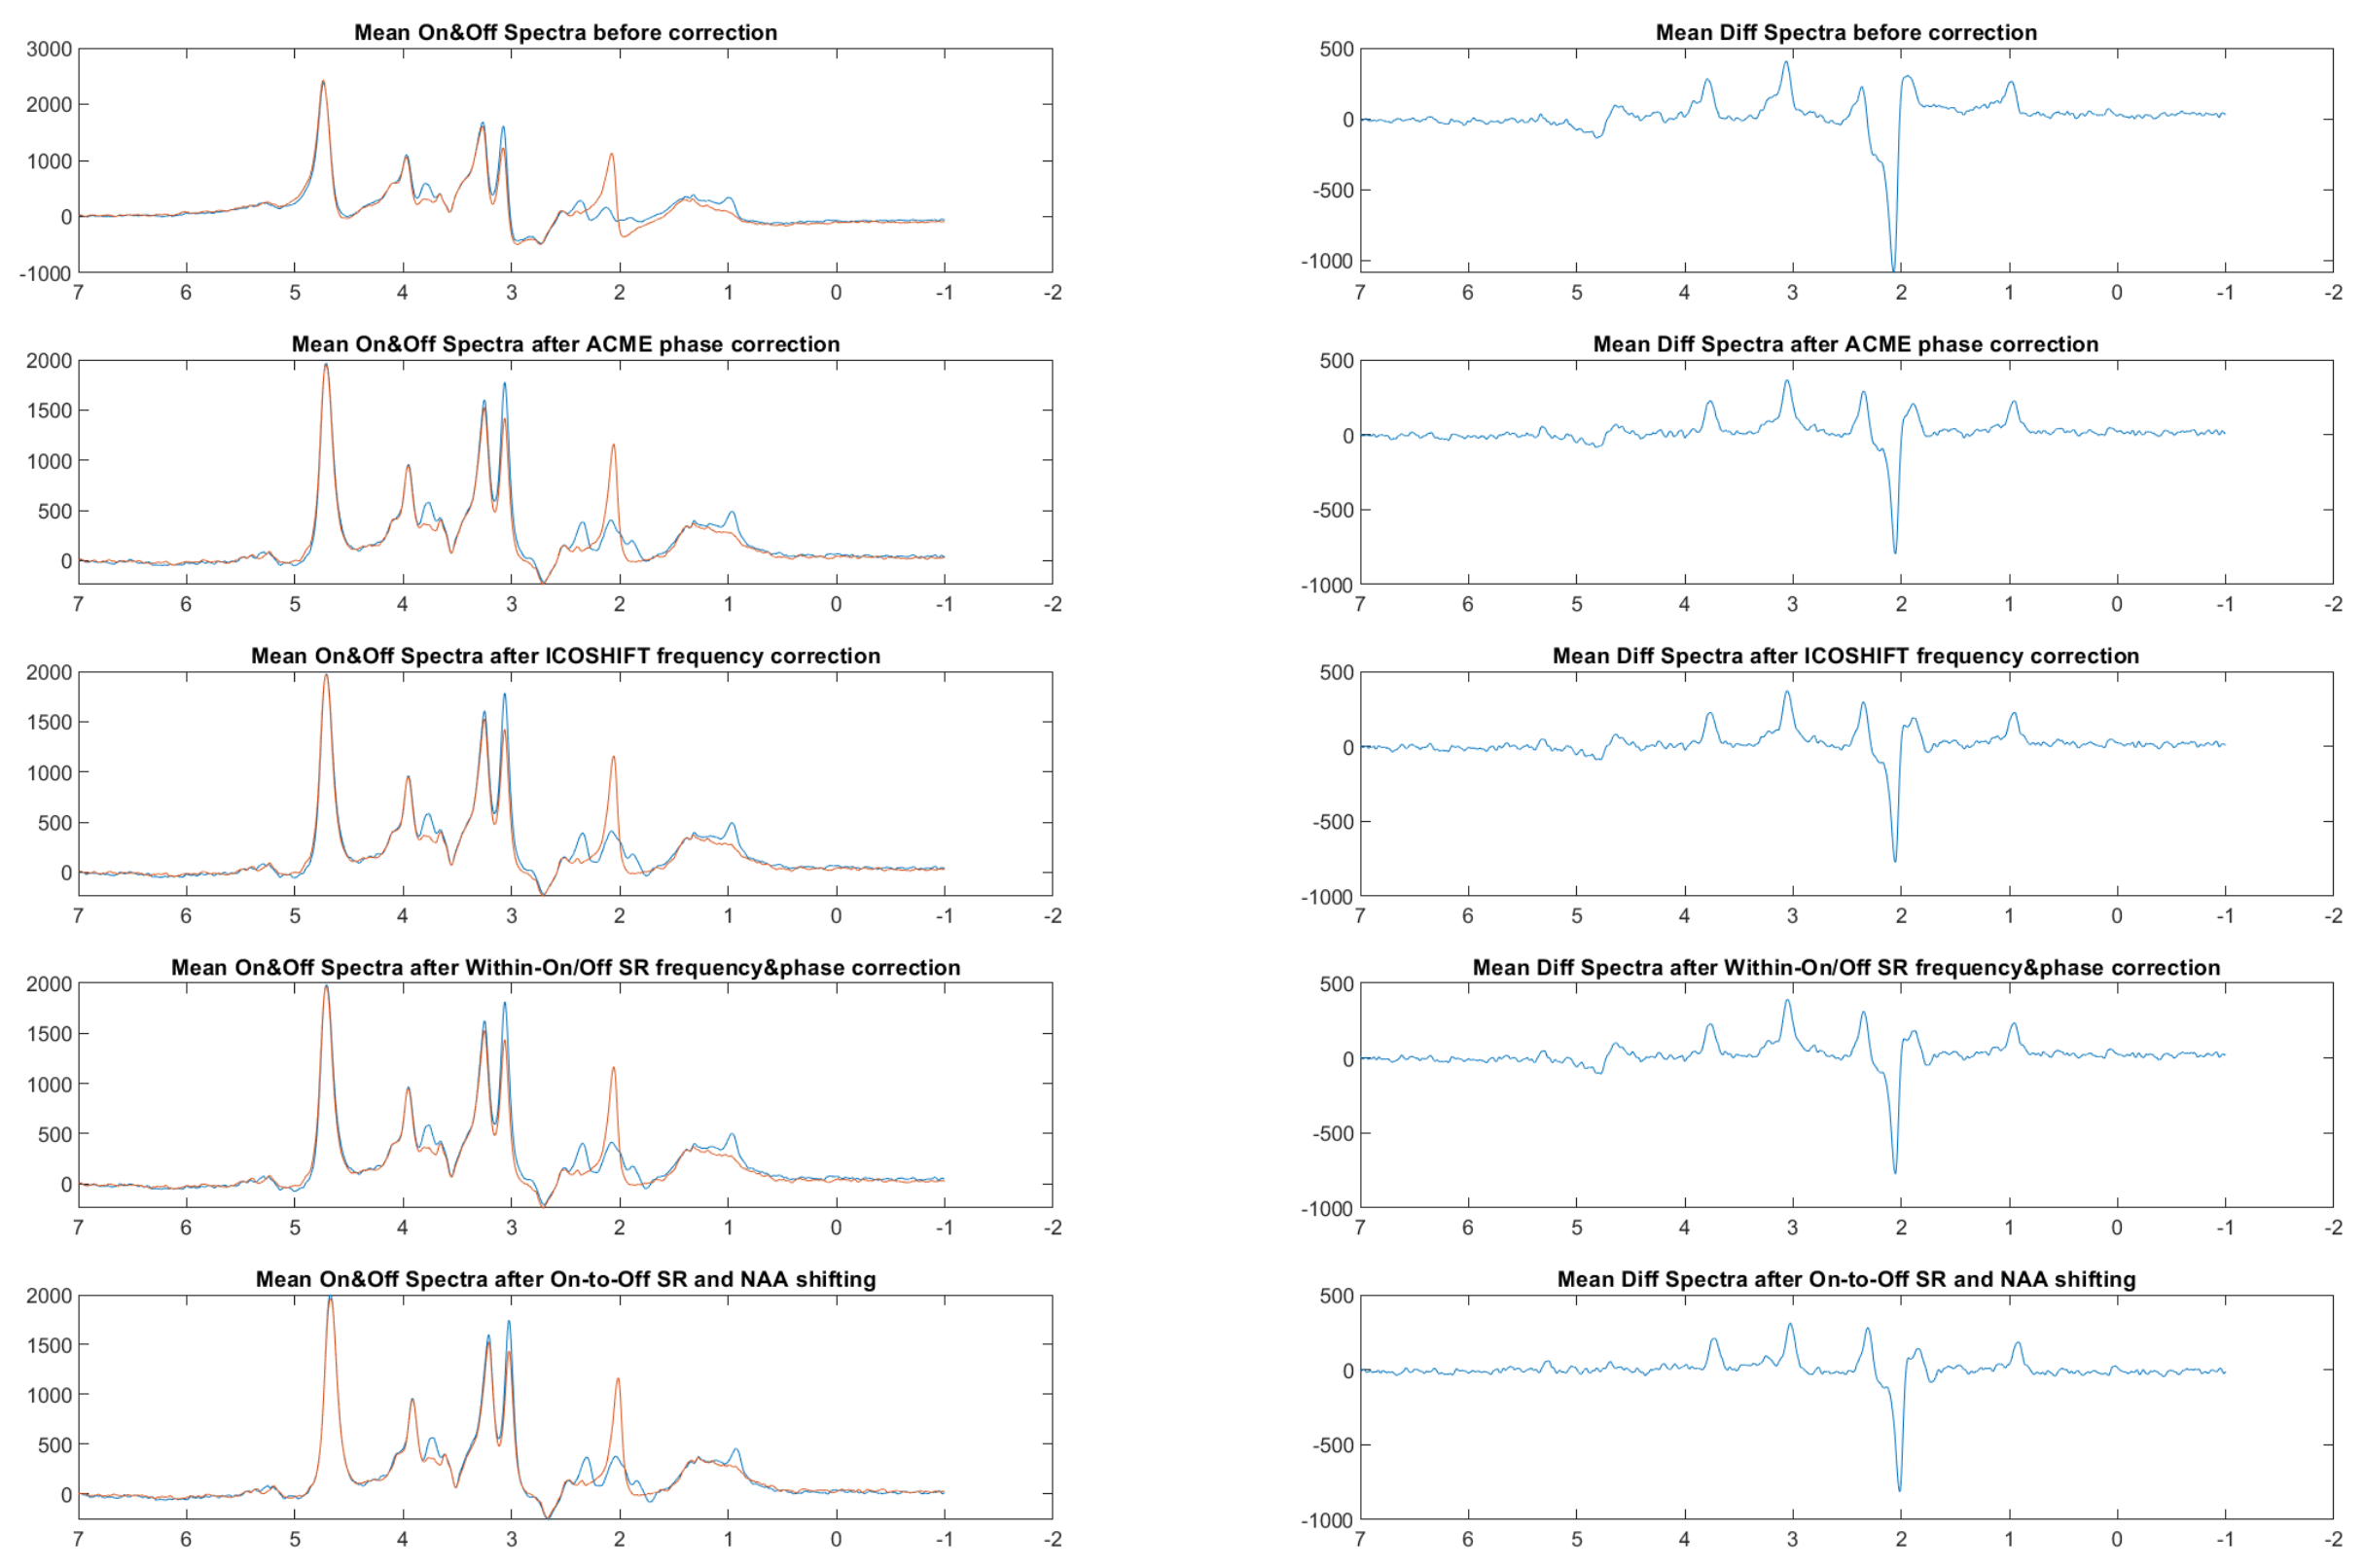 Mean On&Off Spectra before correction
3000
2000
1000
0
-1000
7 6 5 4 3 2 1 0 -1 -2
Mean Diff Spectra before correction
500
0
-500
-1000
7 6 5 4 3 2 1 0 -1 -2
Mean On&Off Spectra after ACME phase correction
2000
1500
1000
500
0
7 6 5 4 3 2 1 0 -1 -2
Mean Diff Spectra after ACME phase correction
500
0
-500
-1000
7 6 5 4 3 2 1 0 -1 -2
Mean On&Off Spectra after ICOSHIFT frequency correction
2000
1500
1000
500
0
7 6 5 4 3 2 1 0 -1 -2
Mean Diff Spectra after ICOSHIFT frequency correction
500
0
-500
-1000
7 6 5 4 3 2 1 0 -1 -2
Mean On&Off Spectra after Within-On/Off SR frequency&phase correction
2000
1500
1000
500
0
7 6 5 4 3 2 1 0 -1 -2
Mean Diff Spectra after Within-On/Off SR frequency&phase correction
500
0
-500
-1000
7 6 5 4 3 2 1 0 -1 -2
Mean On&Off Spectra after On-to-Off SR and NAA shifting
2000
1500
1000
500
0
7 6 5 4 3 2 1 0 -1 -2
Mean Diff Spectra after On-to-Off SR and NAA shifting
500
0
-500
-1000
7 6 5 4 3 2 1 0 -1 -2